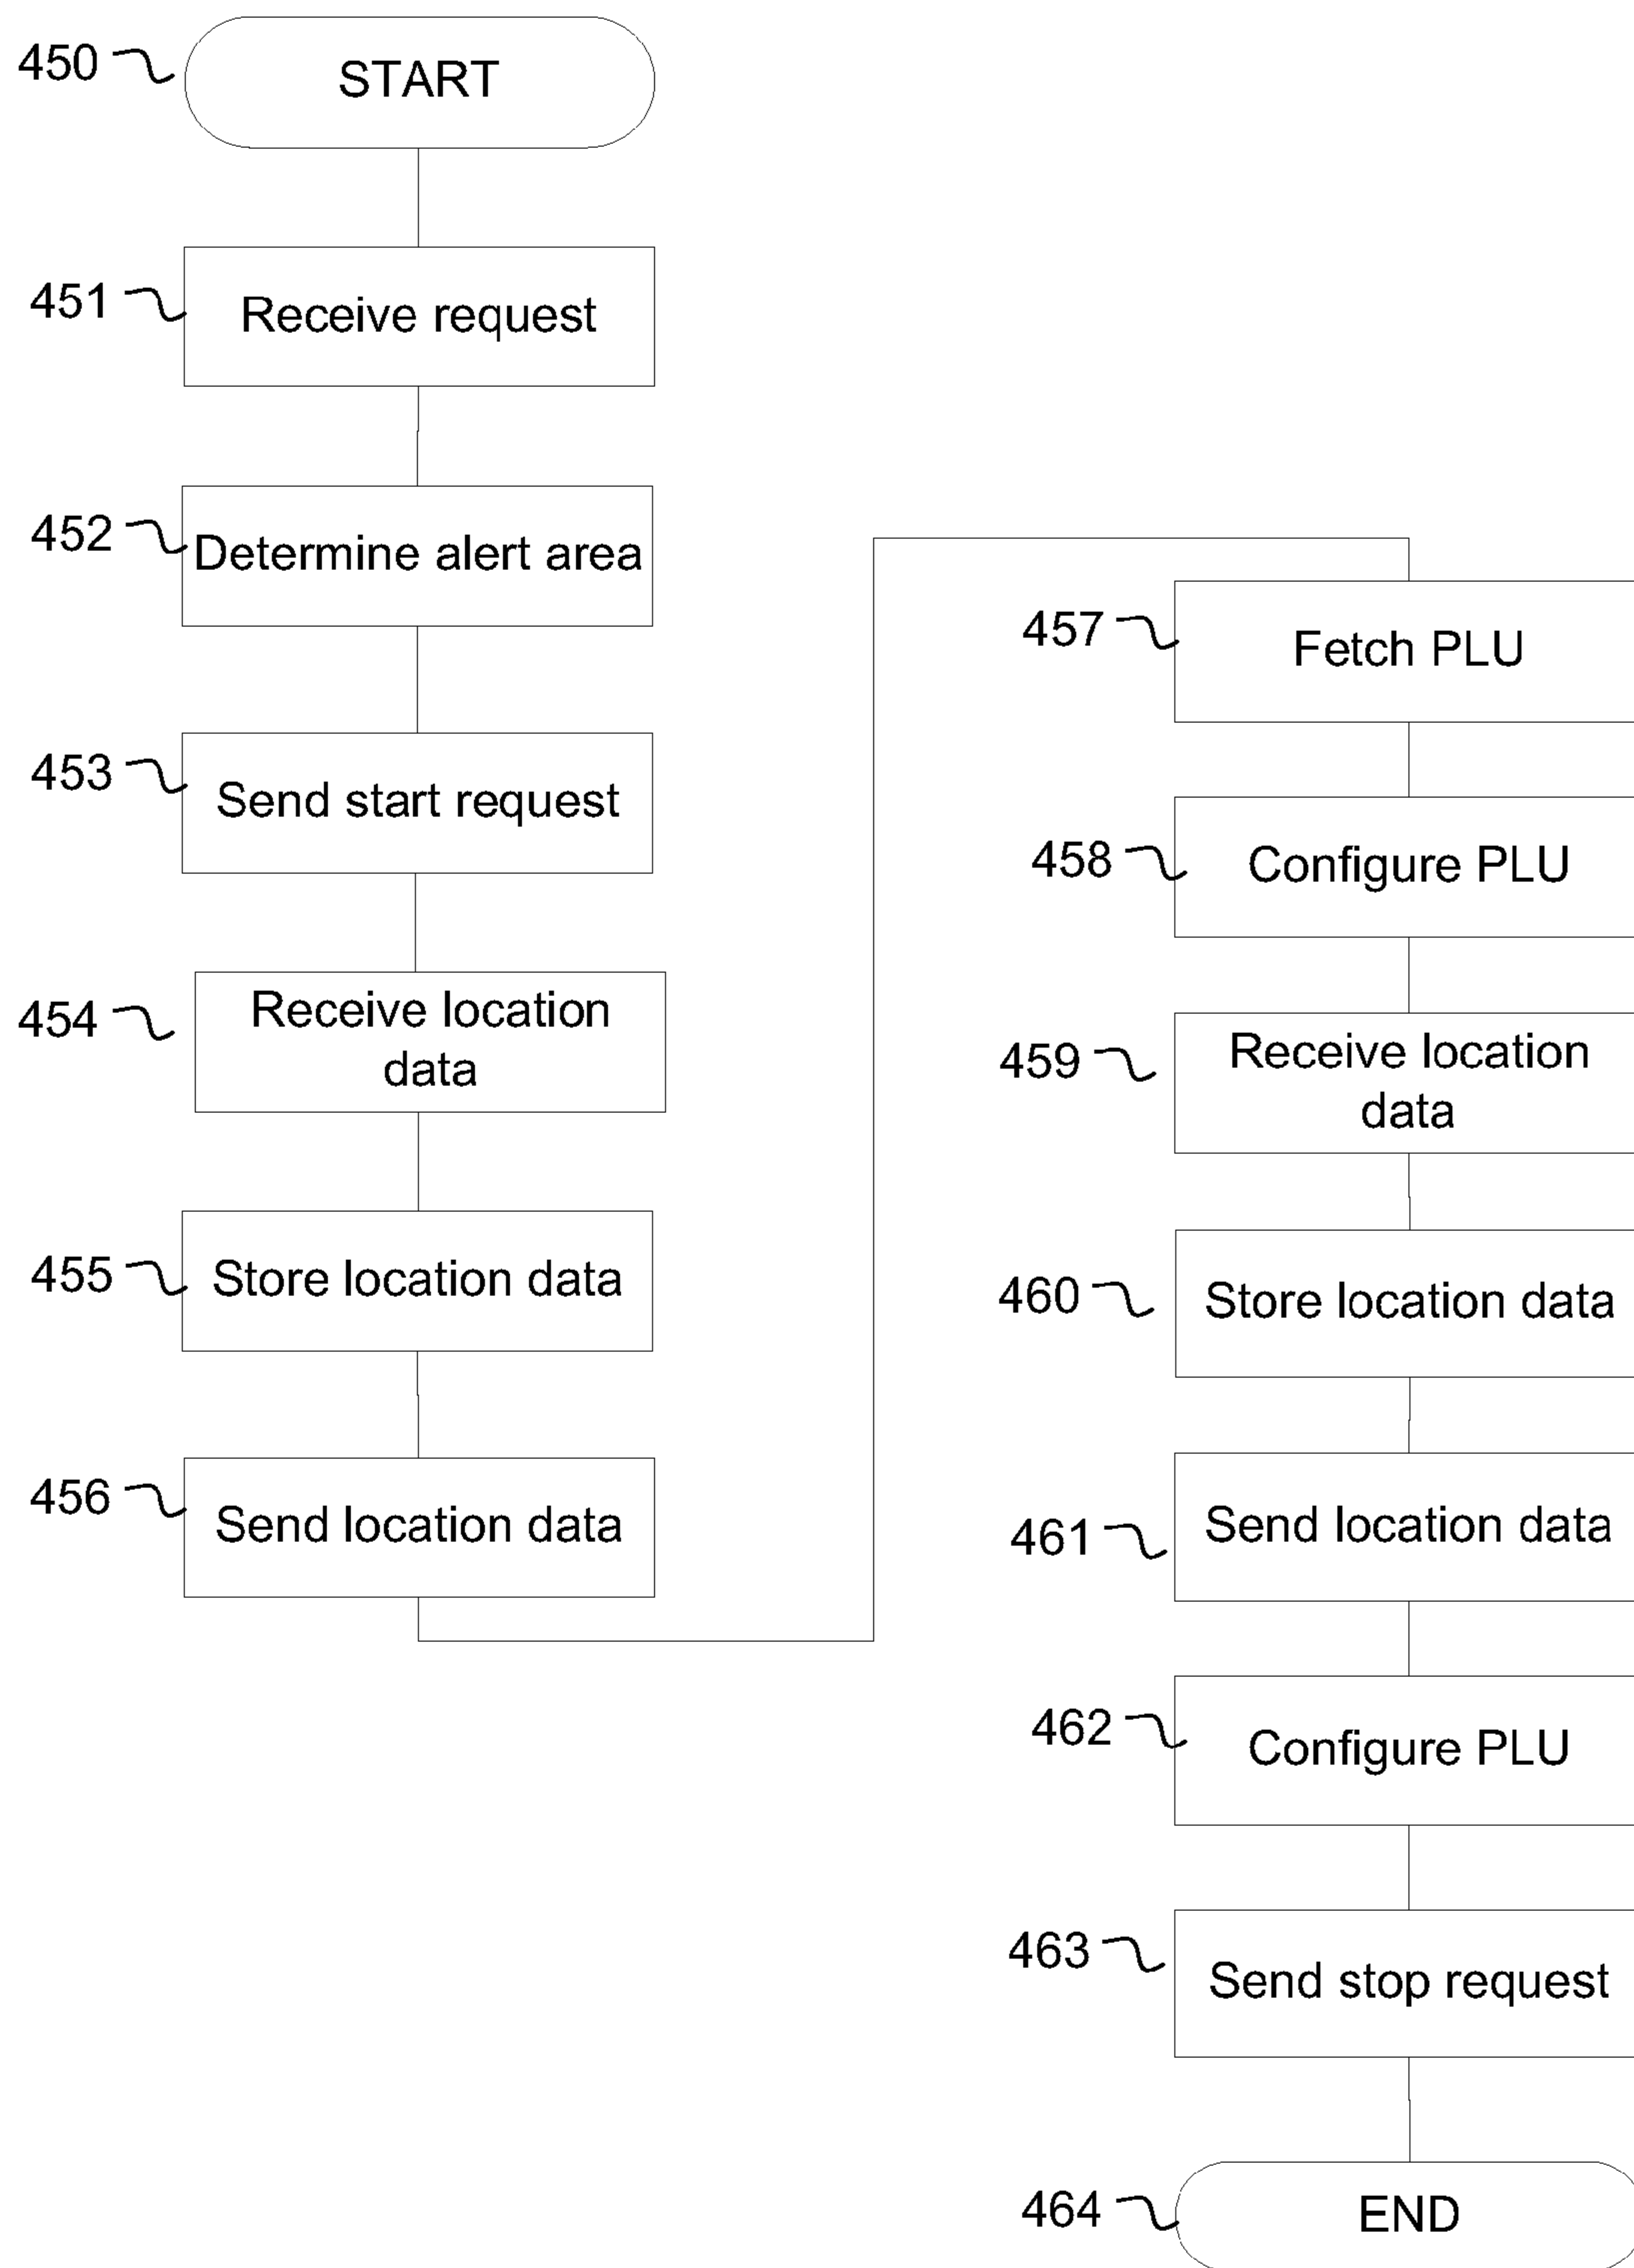 450
START
451
Receive request
452
Determine alert area
453
Send start request
454
Receive location
data
455
Store location data
456
Send location data
457
Fetch PLU
458
Configure PLU
459
Receive location
data
460
Store location data
461
Send location data
462
Configure PLU
463
Send stop request
464
END